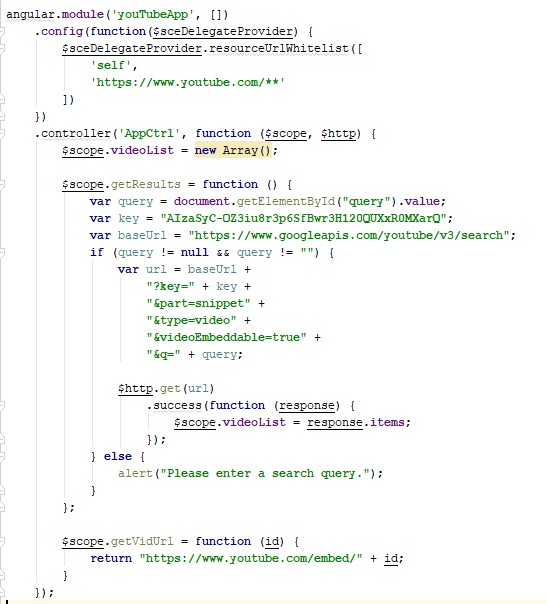 angular.module('youTubeApp', [])
    .config(function($sceDelegateProvider) {
        $sceDelegateProvider.resourceUrlWhitelist([
            'self',
            'https://www.youtube.com/**'
        ])
    })
    .controller('AppCtrl', function ($scope, $http) {
        $scope.videoList = new Array();

        $scope.getResults = function () {
            var query = document.getElementById("query").value;
            var key = "AIzaSyC-OZ3iu8r3p6SfBwr3H120QUXxR0MXarQ";
            var baseUrl = "https://www.googleapis.com/youtube/v3/search";
            if (query != null && query != "") {
                var url = baseUrl +
                    "?key=" + key +
                    "&part=snippet" +
                    "&type=video" +
                    "&videoEmbeddable=true" +
                    "&q=" + query;

                $http.get(url)
                    .success(function (response) {
                        $scope.videoList = response.items;
                    });
            } else {
                alert("Please enter a search query.");
            }
        };

        $scope.getVidUrl = function (id) {
            return "https://www.youtube.com/embed/" + id;
        }
    });